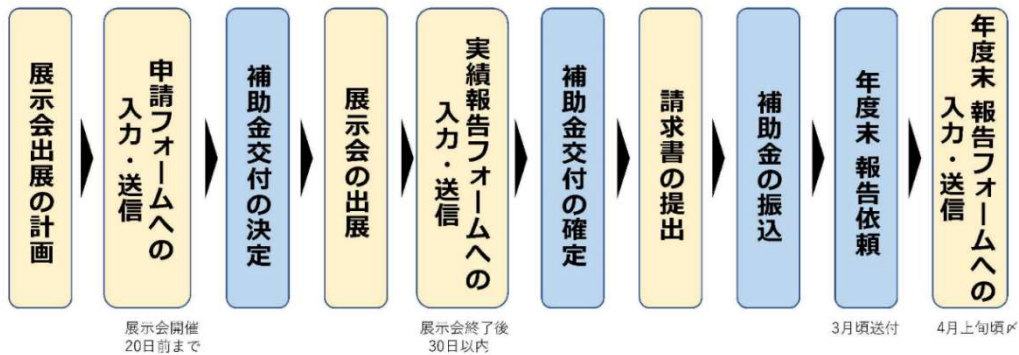 展示会出展の計画
申請フォームへの
入力・送信
補助金交付の決定
展示会の出展
実績報告フォームへの
入力・送信
補助金交付の確定
請求書の提出
補助金の振込
年度末 報告依頼
年度末 報告フォームへの
入力・送信
展示会開催
20日前まで
展示会終了後
30日以内
3月頃送付
4月上旬頃〆